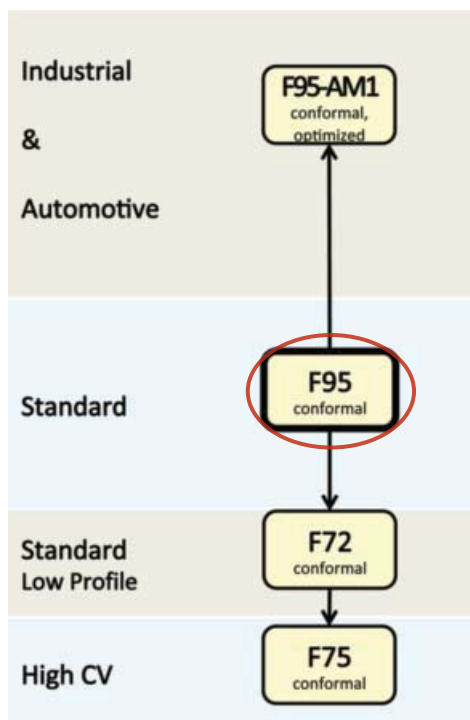 Industrial
&
Automotive
F95-AM1
conformal,
optimized
Standard
F95
conformal
Standard
Low Profile
F72
conformal
High CV
F75
conformal